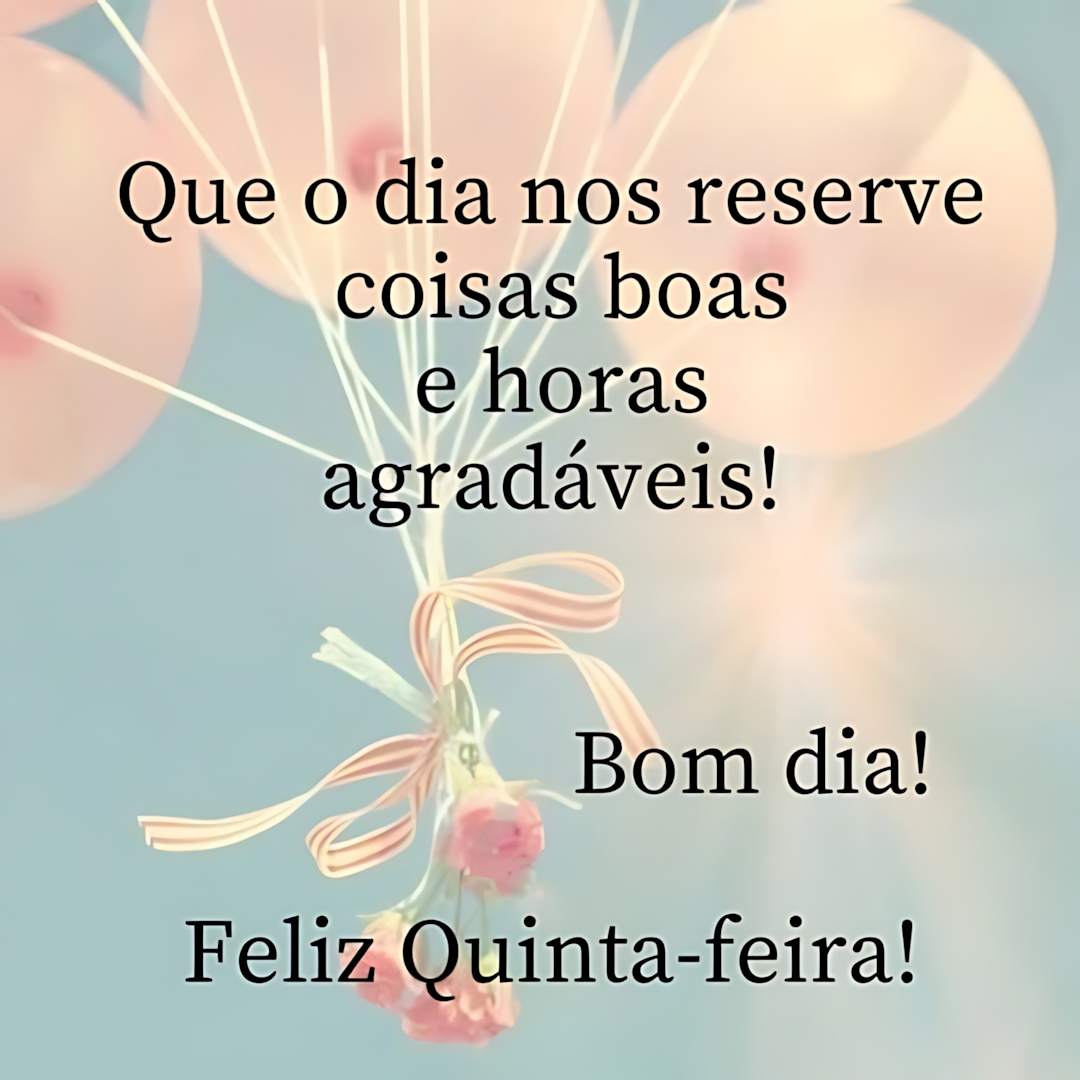 Que o dia nos reserve
coisas boas
e horas
agradáveis!
Bom dia!
Feliz Quinta-feira!